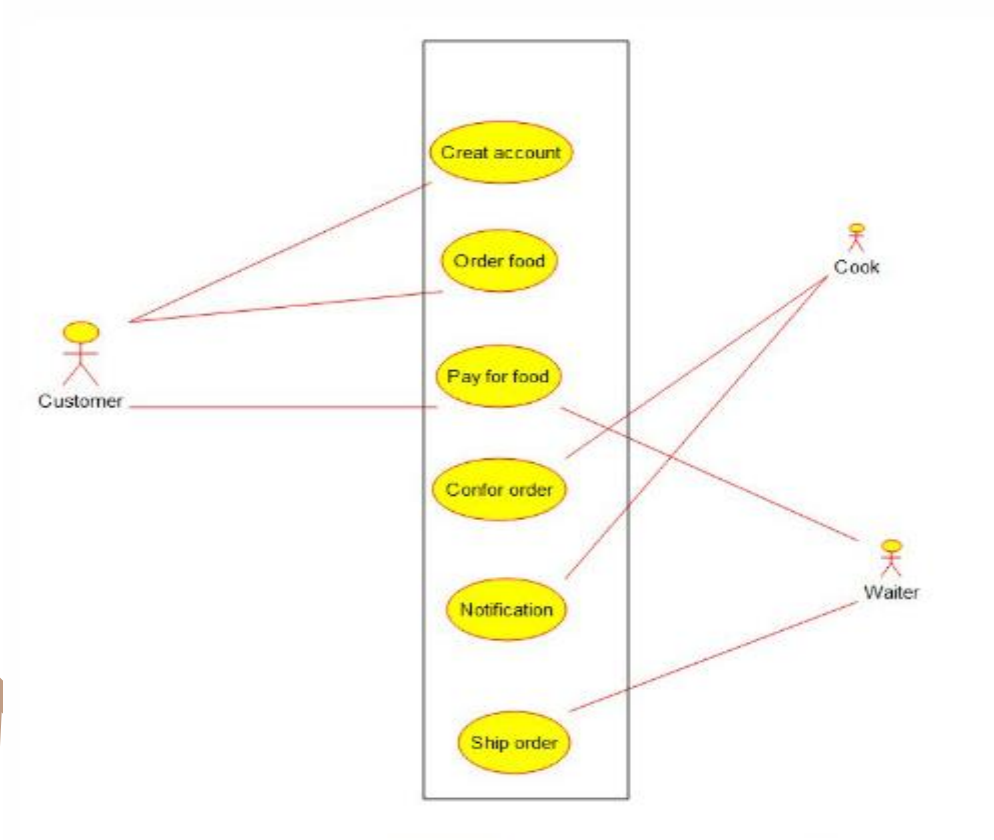 Creat account
Order food
Cook
Pay for food
Customer
Confor order
Waiter
Notification
Ship order